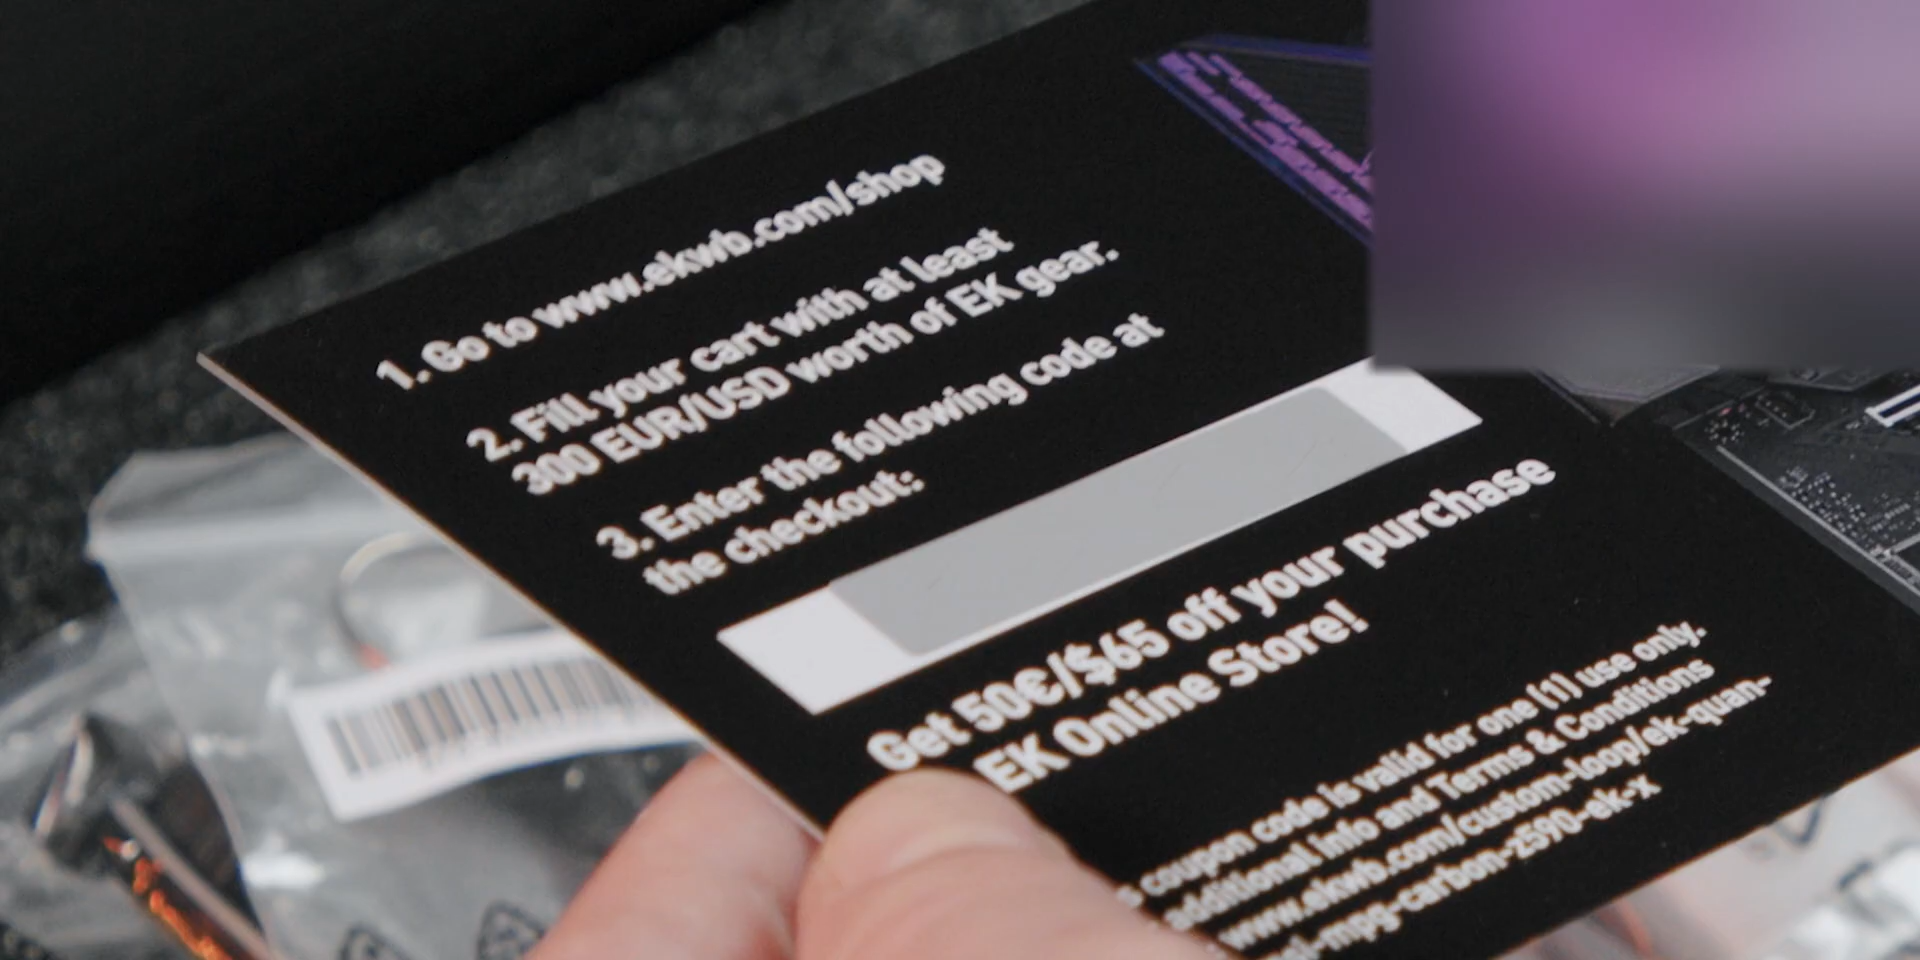 1. Go to www.ekwb.com/shop
2. Fill your cart with at least
300 EUR/USD worth of EK gear.
3. Enter the following code at
the checkout:
Get 50€/$65 off your purchase
EK Online Store!
coupon code is valid for one (1) use only.
additional info and Terms & Conditions
www.ekwb.com/custom-loop/ek-quan-
-mpg-carbon-z590-ek-x